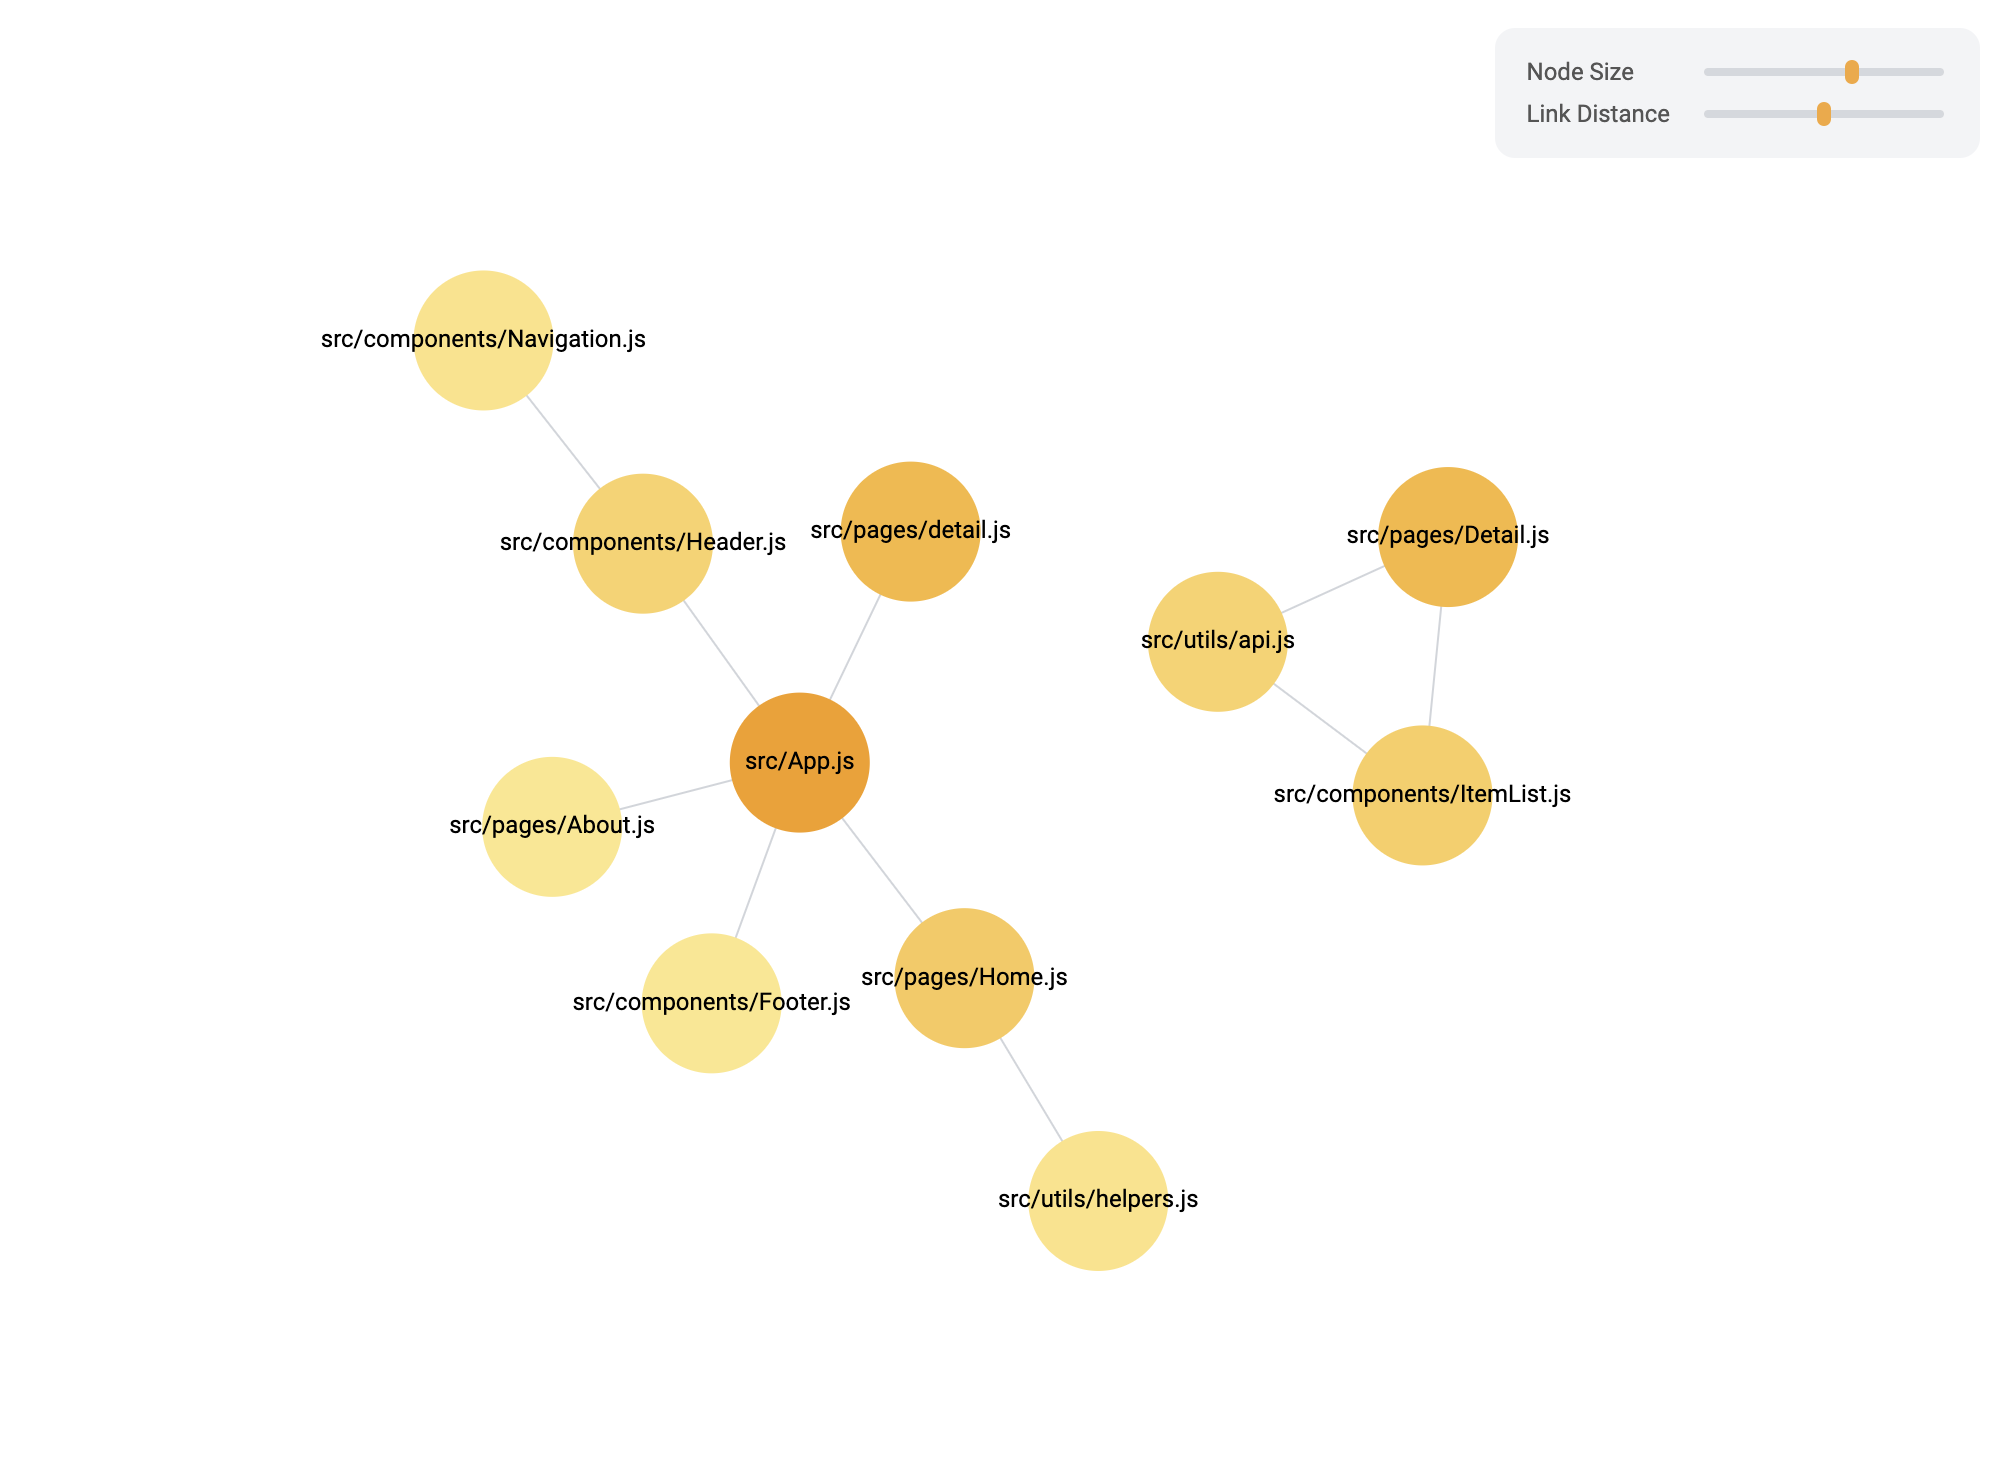 Node Size
Link Distance
src/components/Navigation.js
src/components/Header.js
src/pages/detail.js
src/pages/Detail.js
src/utils/api.js
src/App.js
src/components/ItemList.js
src/pages/About.js
src/pages/Home.js
src/components/Footer.js
src/utils/helpers.js